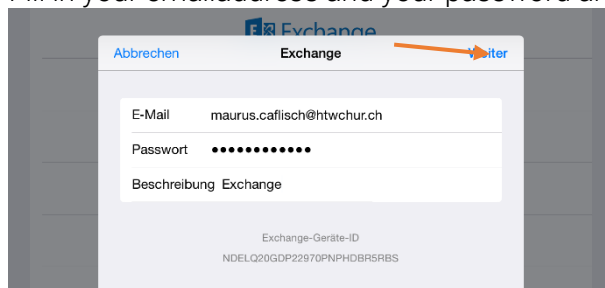 Fill in your emailaddress and your password an
Exchange
Abbrechen Exchange Weiter
E-Mail maurus.caflisch@htwchur.ch
Passwort ●●●●●●●●●●●●
Beschreibung Exchange
Exchange-Geräte-ID
NDELQ20GDP22970PNPHDBR5RBS